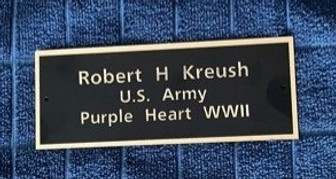 Robert H Kreush
U.S. Army
Purple Heart WWII